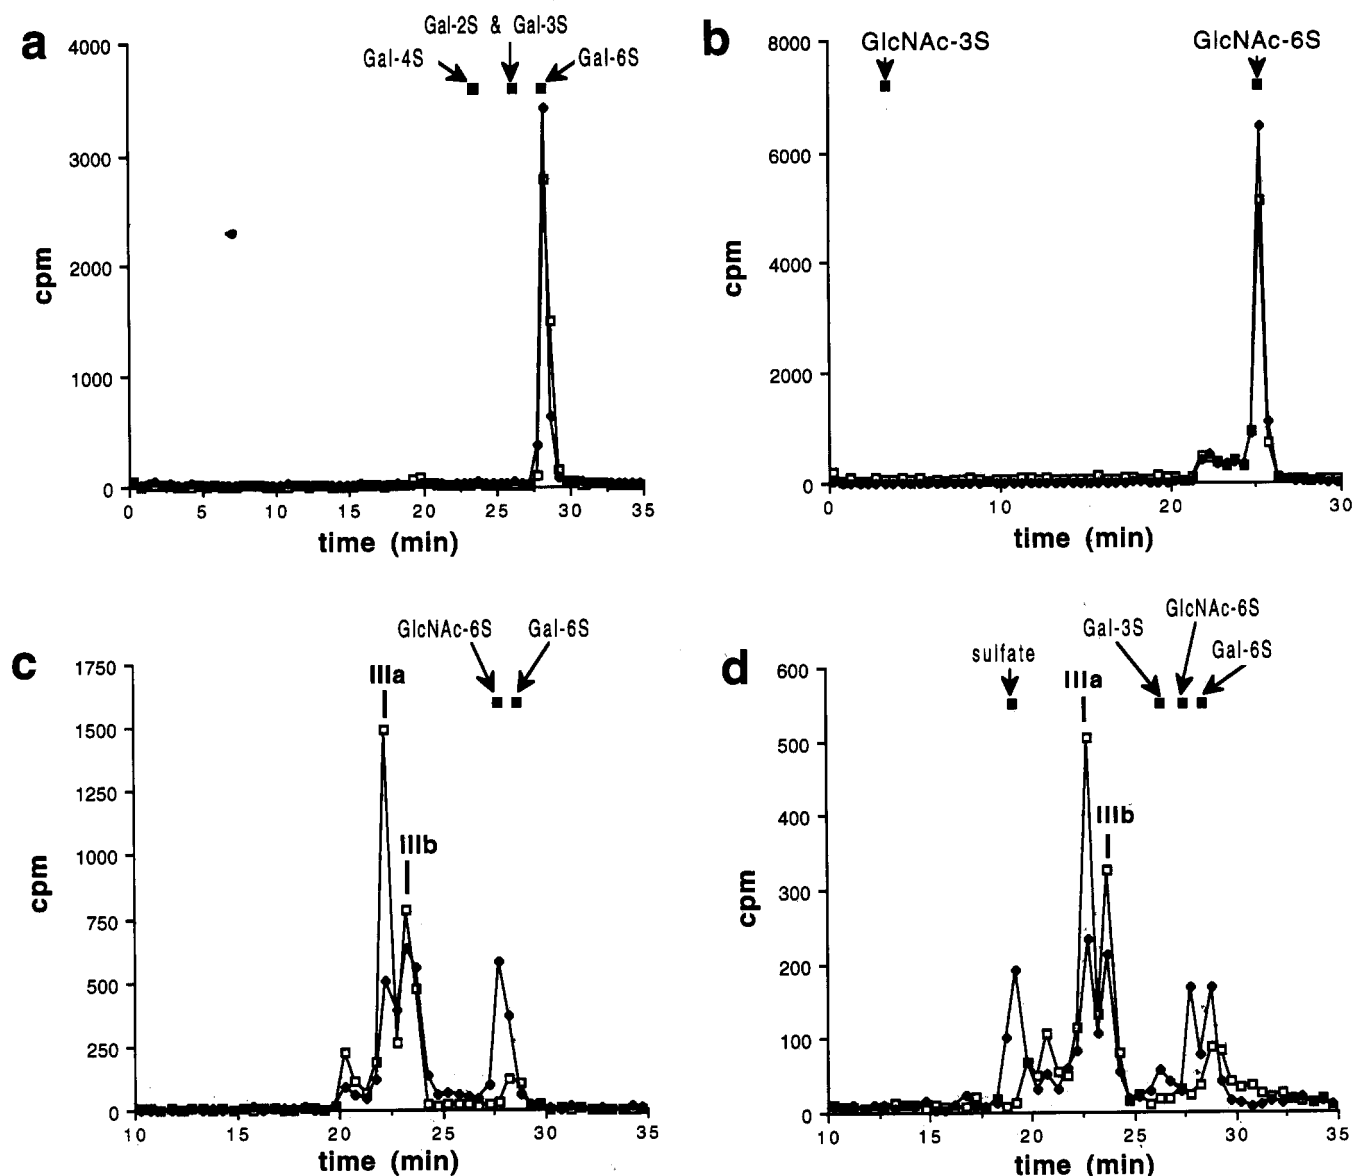 a
Gal-2S & Gal-3S
Gal-4S
Gal-6S
4000
3000
2000
1000
0
cpm
0 5 10 15 20 25 30 35
time (min)
b
GlcNAc-3S
GlcNAc-6S
8000
6000
4000
2000
0
cpm
0 10 20 30
time (min)
c
GlcNAc-6S
Gal-6S
IIIa
IIIb
1750
1500
1250
1000
750
500
250
0
cpm
10 15 20 25 30 35
time (min)
d
GlcNAc-6S
Gal-3S
Gal-6S
sulfate
IIIa
IIIb
600
500
400
300
200
100
0
cpm
10 15 20 25 30 35
time (min)